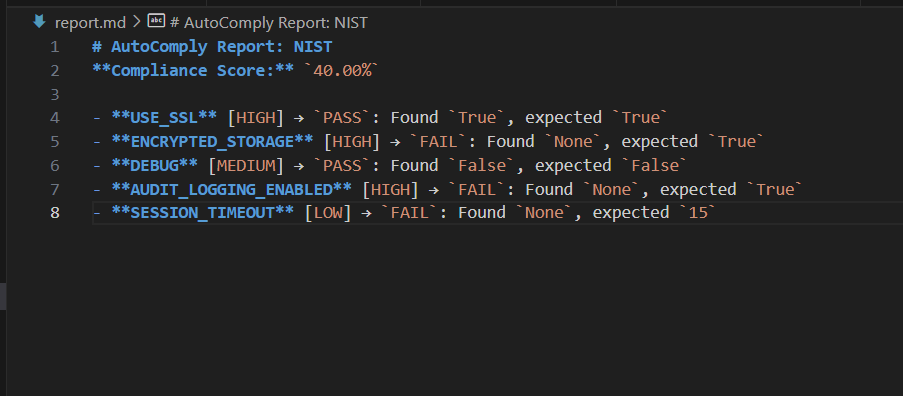 report.md > abc # AutoComply Report: NIST
1 # AutoComply Report: NIST
2 **Compliance Score:** `40.00%`
3
4 - **USE_SSL** [HIGH] → `PASS`: Found `True`, expected `True`
5 - **ENCRYPTED_STORAGE** [HIGH] → `FAIL`: Found `None`, expected `True`
6 - **DEBUG** [MEDIUM] → `PASS`: Found `False`, expected `False`
7 - **AUDIT_LOGGING_ENABLED** [HIGH] → `FAIL`: Found `None`, expected `True`
8 - **SESSION_TIMEOUT** [LOW] → `FAIL`: Found `None`, expected `15`